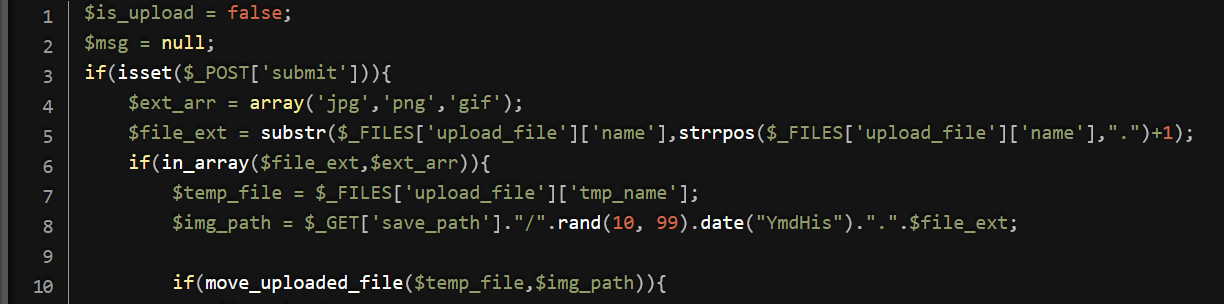 1 $is_upload = false;
2 $msg = null;
3 if(isset($_POST['submit'])){
4     $ext_arr = array('jpg','png','gif');
5     $file_ext = substr($_FILES['upload_file']['name'],strrpos($_FILES['upload_file']['name'],".")+1);
6     if(in_array($file_ext,$ext_arr)){
7         $temp_file = $_FILES['upload_file']['tmp_name'];
8         $img_path = $_GET['save_path']."/".rand(10, 99).date("YmdHis").".".$file_ext;
9
10         if(move_uploaded_file($temp_file,$img_path)){